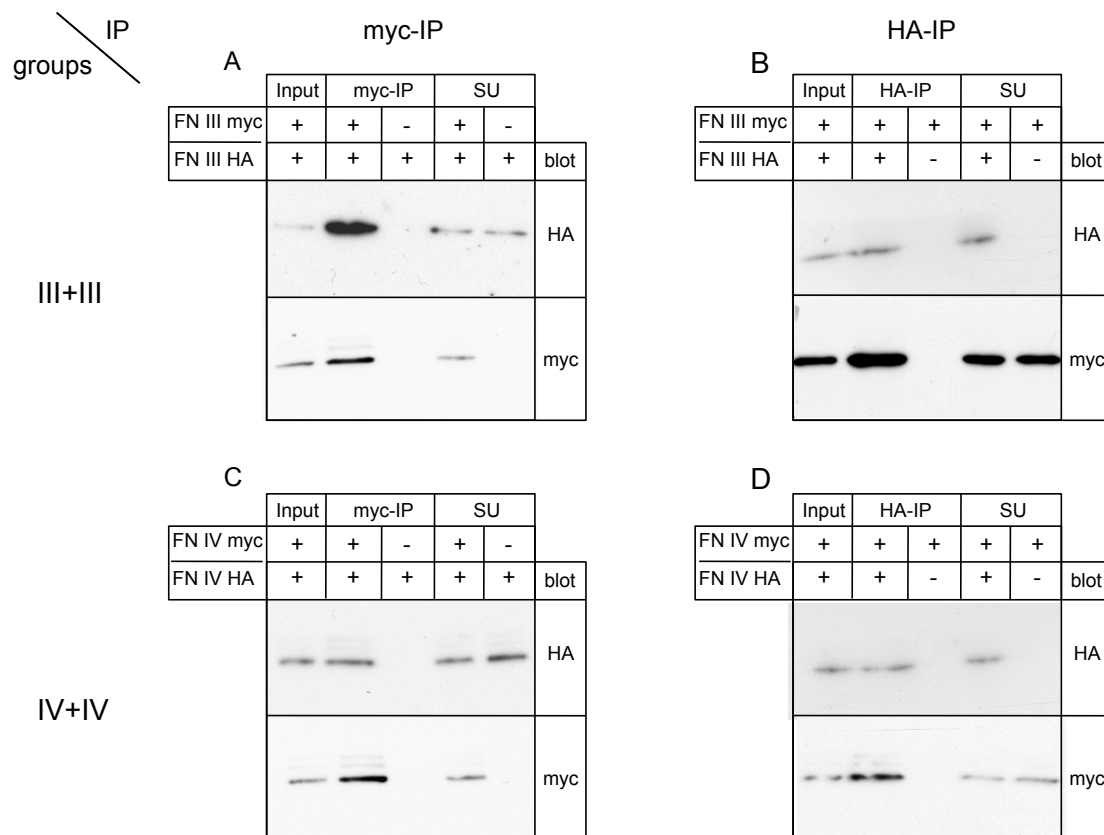 IP
groups
myc-IP
HA-IP
A
Input myc-IP SU
FN III myc + + - + -
FN III HA + + + + + blot
HA
myc
B
Input HA-IP SU
FN III myc + + + + +
FN III HA + + - + - blot
HA
myc
III+III
C
Input myc-IP SU
FN IV myc + + - + -
FN IV HA + + + + + blot
HA
myc
D
Input HA-IP SU
FN IV myc + + + + +
FN IV HA + + - + - blot
HA
myc
IV+IV